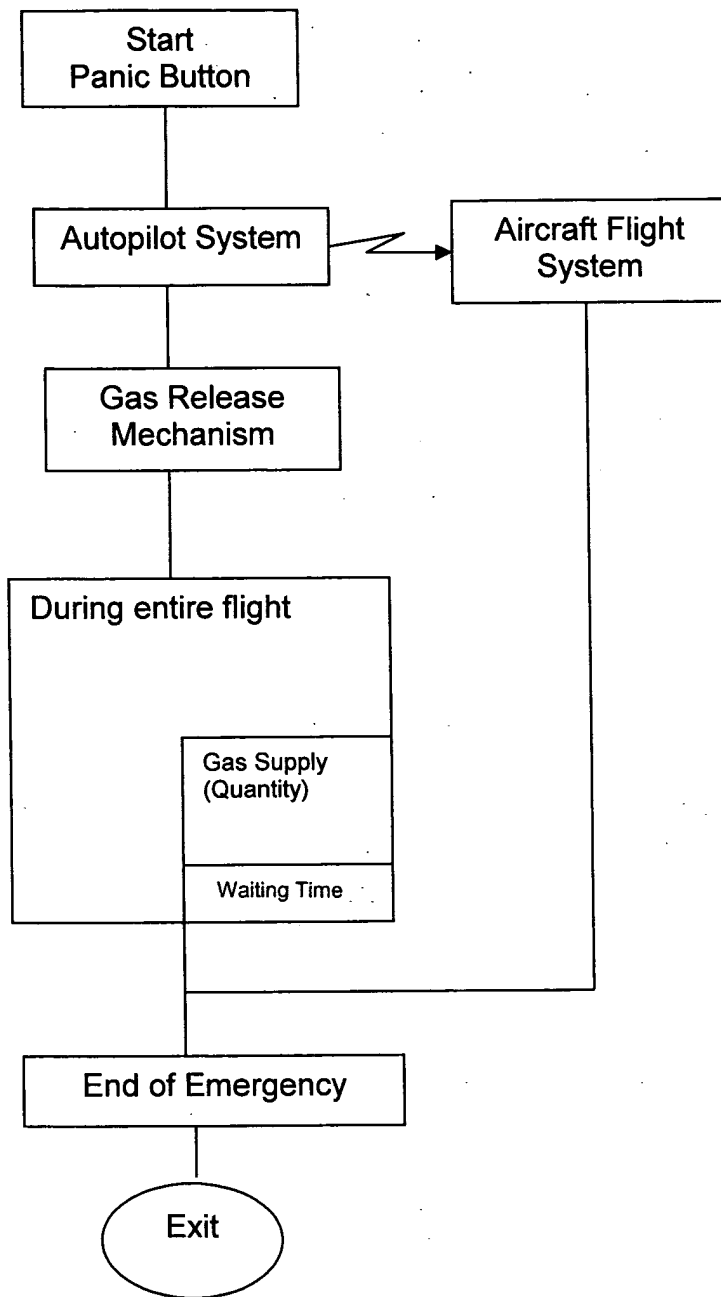 Start
Panic Button
Autopilot System
Aircraft Flight
System
Gas Release
Mechanism
During entire flight
Gas Supply
(Quantity)
Waiting Time
End of Emergency
Exit